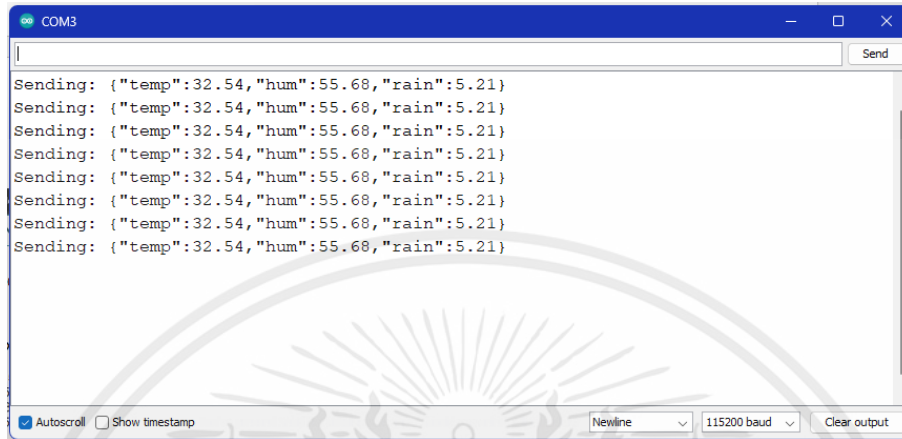 COM3
Send
Sending: {"temp":32.54,"hum":55.68,"rain":5.21}
Sending: {"temp":32.54,"hum":55.68,"rain":5.21}
Sending: {"temp":32.54,"hum":55.68,"rain":5.21}
Sending: {"temp":32.54,"hum":55.68,"rain":5.21}
Sending: {"temp":32.54,"hum":55.68,"rain":5.21}
Sending: {"temp":32.54,"hum":55.68,"rain":5.21}
Sending: {"temp":32.54,"hum":55.68,"rain":5.21}
Sending: {"temp":32.54,"hum":55.68,"rain":5.21}
Autoscroll Show timestamp Newline 115200 baud Clear output